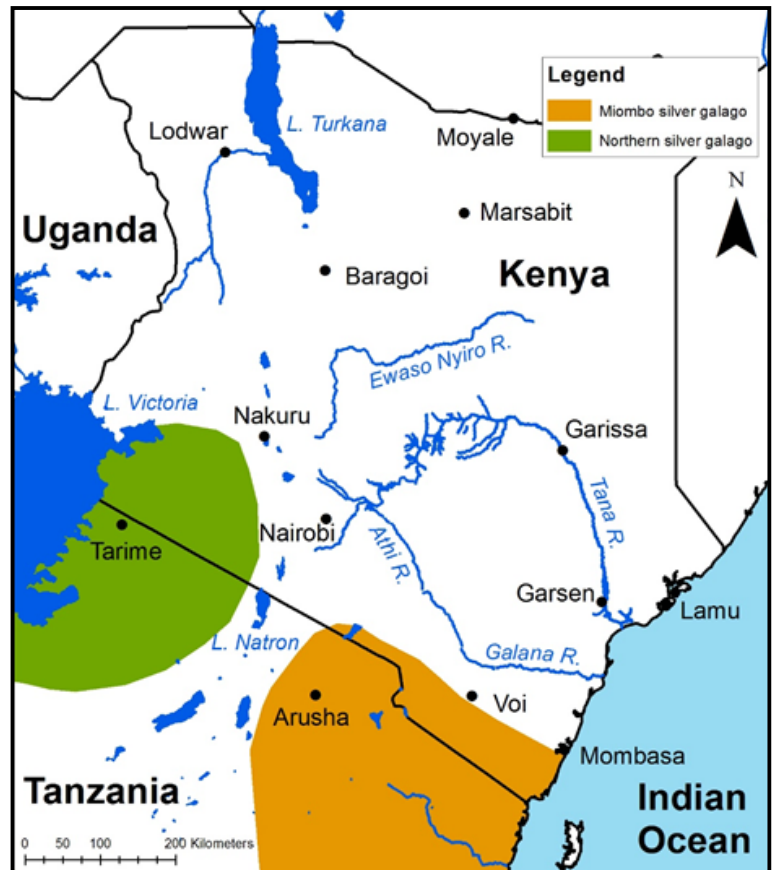 Legend
Miombo silver galago
Northern silver galago
Lodwar
L. Turkana
Moyale
N
Uganda
Marsabit
Baragoi
Kenya
Ewaso Nyiro R.
L. Victoria
Nakuru
Garissa
Tana R.
Nairobi
Athi R.
Tarime
Garsen
Lamu
L. Natron
Galana R.
Arusha
Voi
Mombasa
Tanzania
Indian
Ocean
0 50 100 200 Kilometers